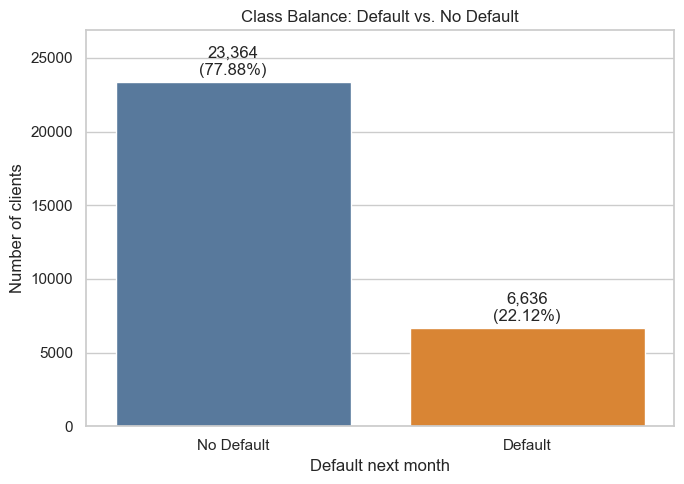 Class Balance: Default vs. No Default
Number of clients
25000
20000
15000
10000
5000
0
23,364
(77.88%)
6,636
(22.12%)
No Default
Default
Default next month